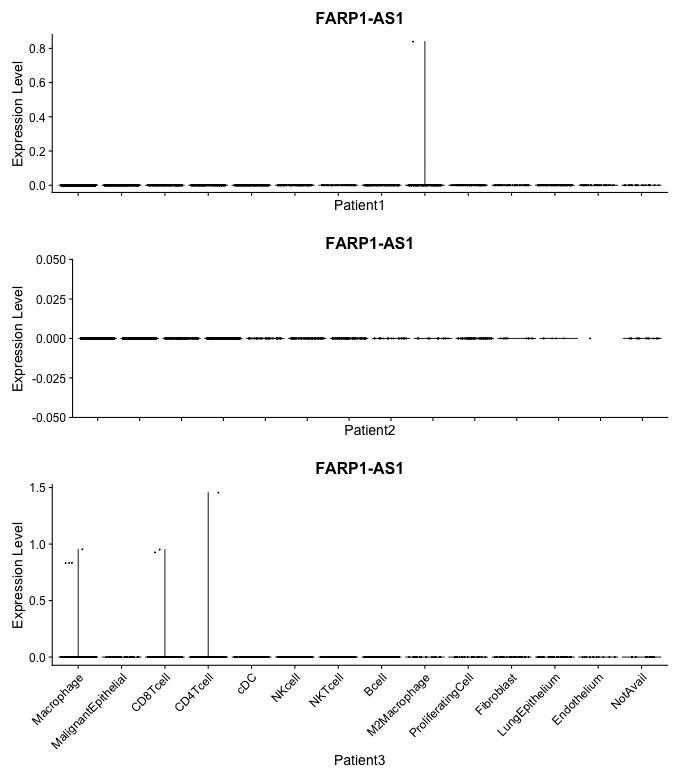 FARP1-AS1
Expression Level
0.8
0.6
0.4
0.2
0.0
Patient1
FARP1-AS1
Expression Level
0.050
0.025
0.000
-0.025
-0.050
Patient2
FARP1-AS1
Expression Level
1.5
1.0
0.5
0.0
Macrophage
MalignantEpithelial
CD8Tcell
CD4Tcell
cDC
NKcell
NKTcell
Bcell
M2Macrophage
ProliferatingCell
Fibroblast
LungEpithelium
Endothelium
NotAvail
Patient3